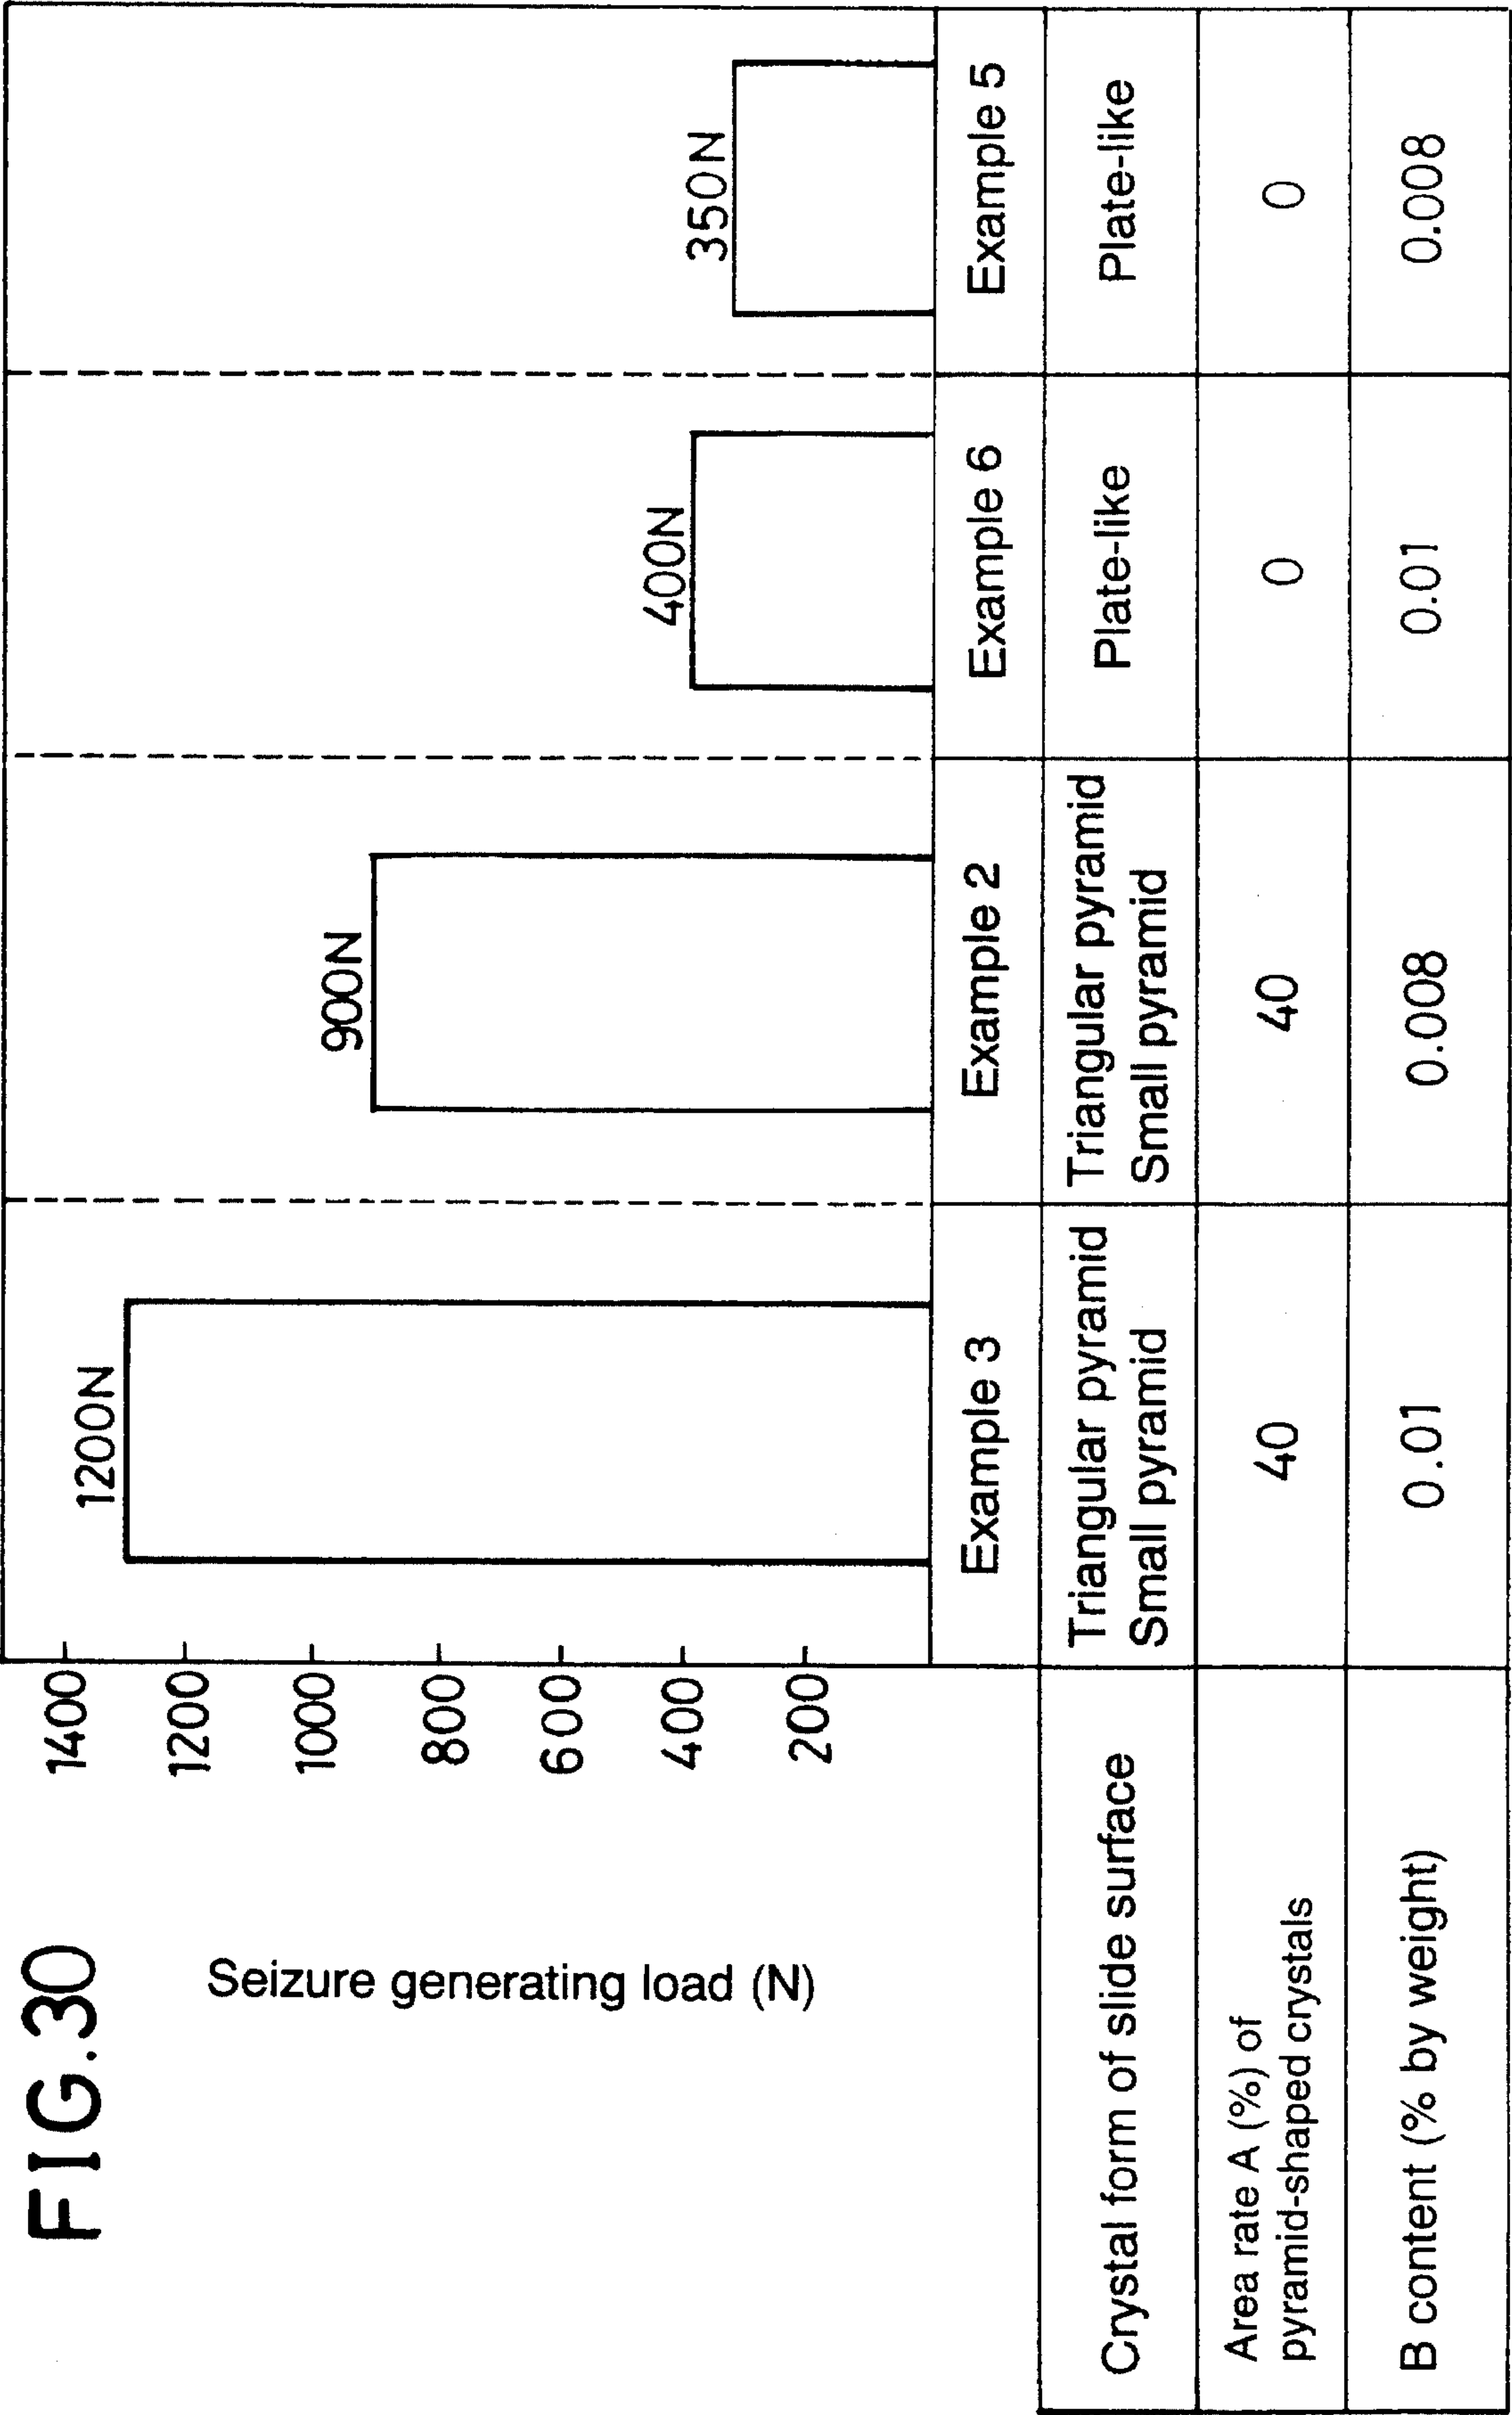 FIG.30
Seizure generating load (N)
1400
1200
1000
800
600
400
200
1200N
900N
400N
350N
Example 3
Example 2
Example 6
Example 5
Crystal form of slide surface
Triangular pyramid
Small pyramid
Triangular pyramid
Small pyramid
Plate-like
Plate-like
Area rate A (%) of
pyramid-shaped crystals
40
40
0
0
B content (% by weight)
0.01
0.008
0.01
0.008